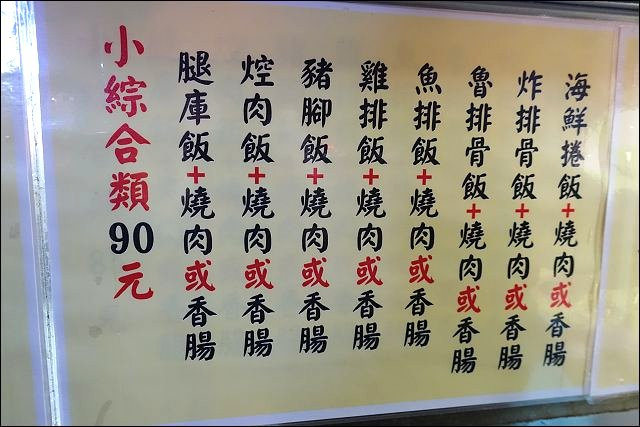 小綜合類90元
腿庫飯+燒肉或香腸
焢肉飯+燒肉或香腸
豬腳飯+燒肉或香腸
雞排飯+燒肉或香腸
魚排飯+燒肉或香腸
魯排骨飯+燒肉或香腸
炸排骨飯+燒肉或香腸
海鮮捲飯+燒肉或香腸